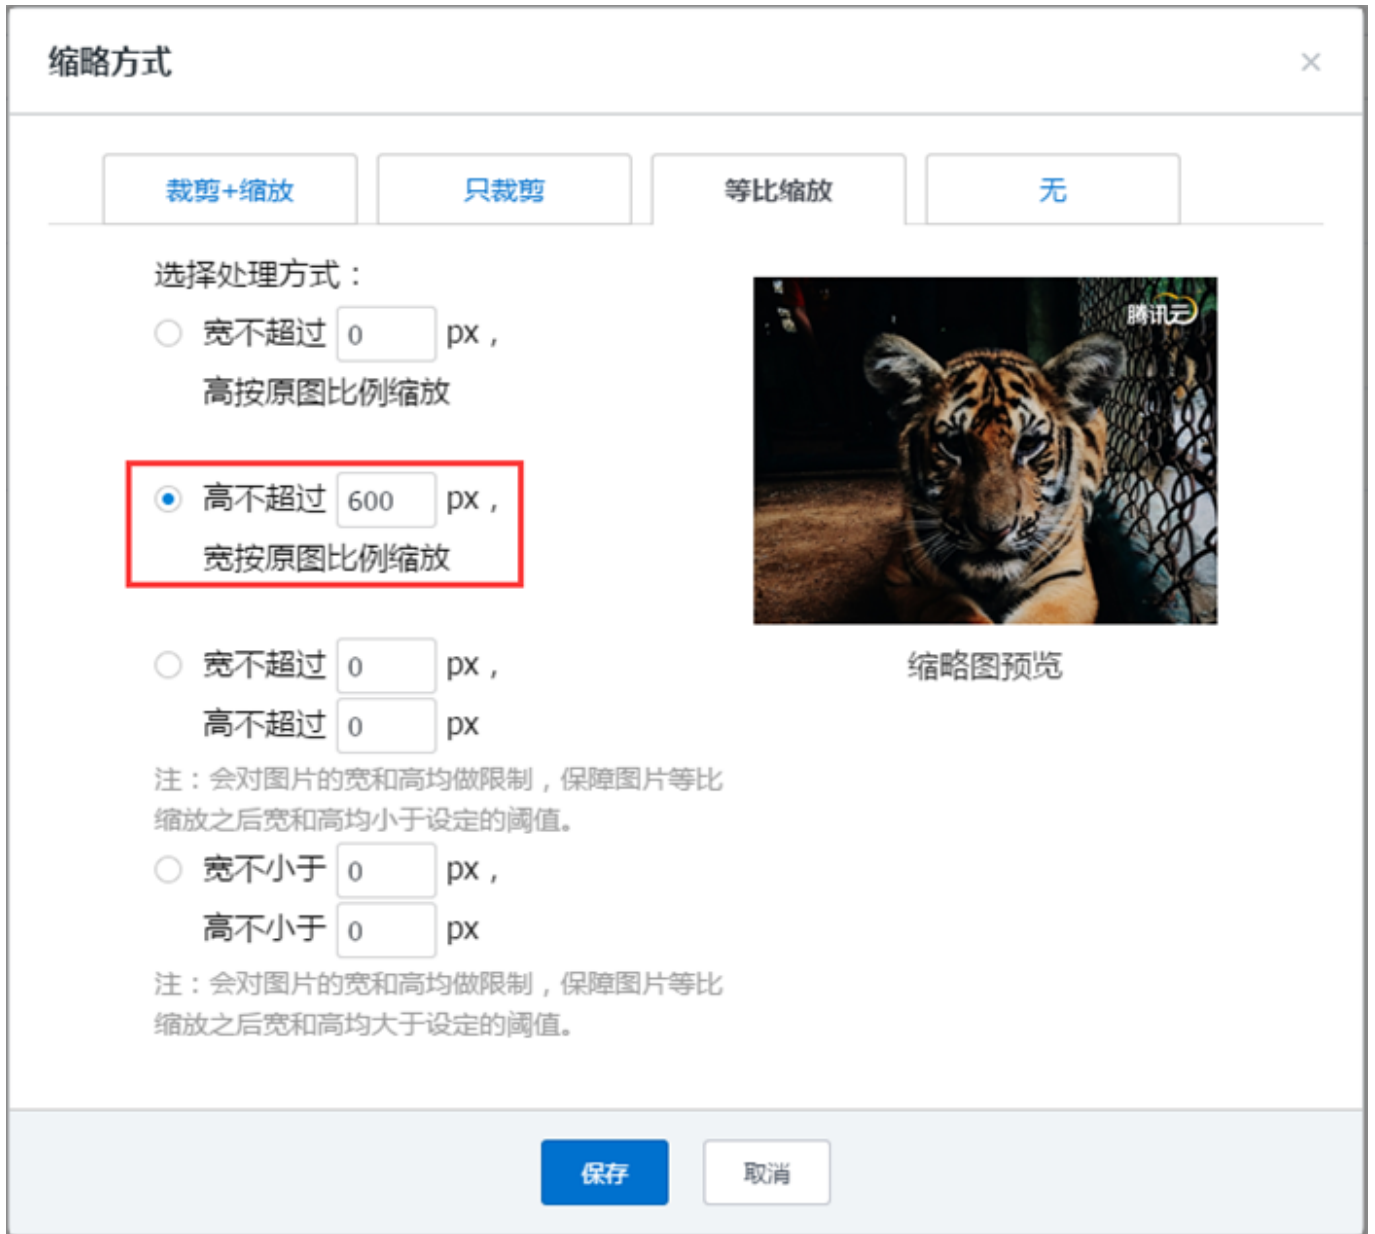 缩略方式
×
裁剪+缩放 只裁剪 等比缩放 无
选择处理方式：
宽不超过 0 px，
高按原图比例缩放
高不超过 600 px，
宽按原图比例缩放
宽不超过 0 px，
高不超过 0 px
注：会对图片的宽和高均做限制，保障图片等比
缩放之后宽和高均小于设定的阈值。
宽不小于 0 px，
高不小于 0 px
注：会对图片的宽和高均做限制，保障图片等比
缩放之后宽和高均大于设定的阈值。
腾讯云
缩略图预览
保存 取消